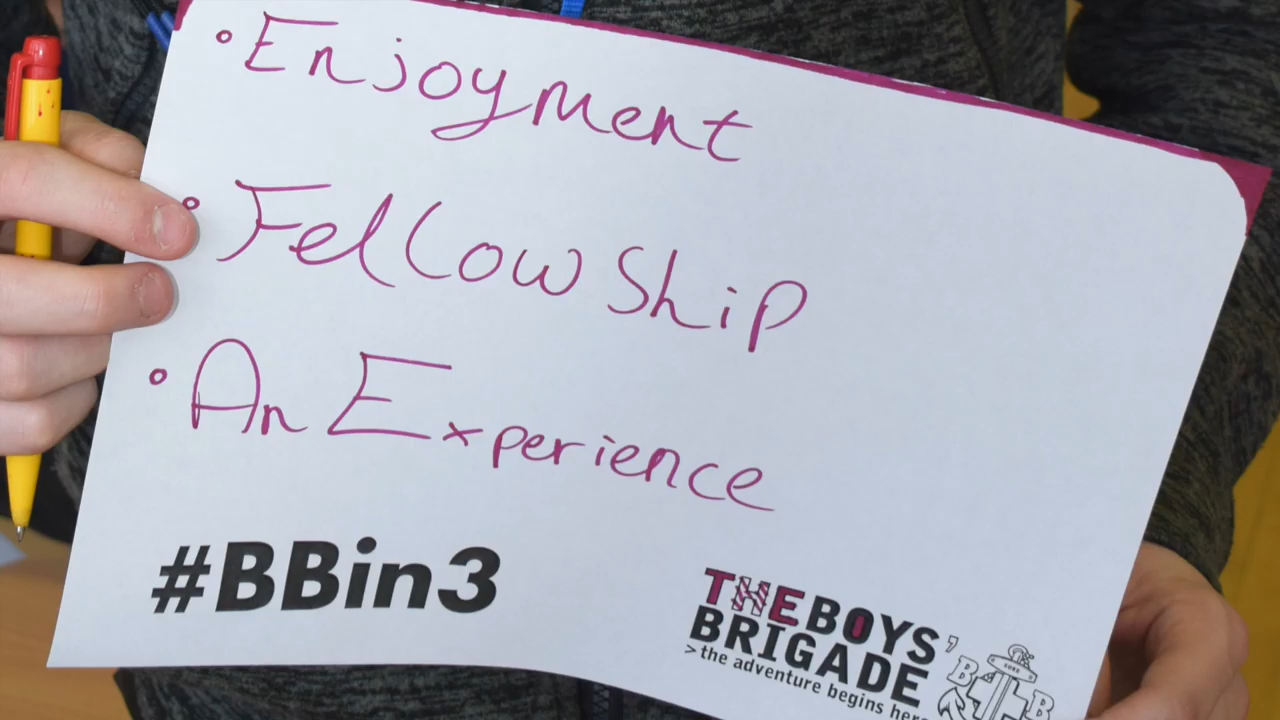 • Enjoyment
• Fellowship
• An Experience
#BBin3
THE BOYS'
BRIGADE
>the adventure begins here
B B